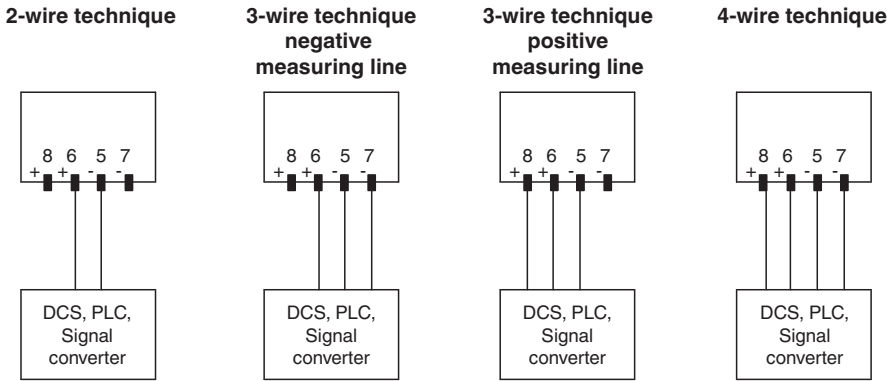 2-wire technique
3-wire technique
negative
measuring line
3-wire technique
positive
measuring line
4-wire technique
8 6 5 7
+ + - -
8 6 5 7
+ + - -
8 6 5 7
+ + - -
8 6 5 7
+ + - -
DCS, PLC,
Signal
converter
DCS, PLC,
Signal
converter
DCS, PLC,
Signal
converter
DCS, PLC,
Signal
converter